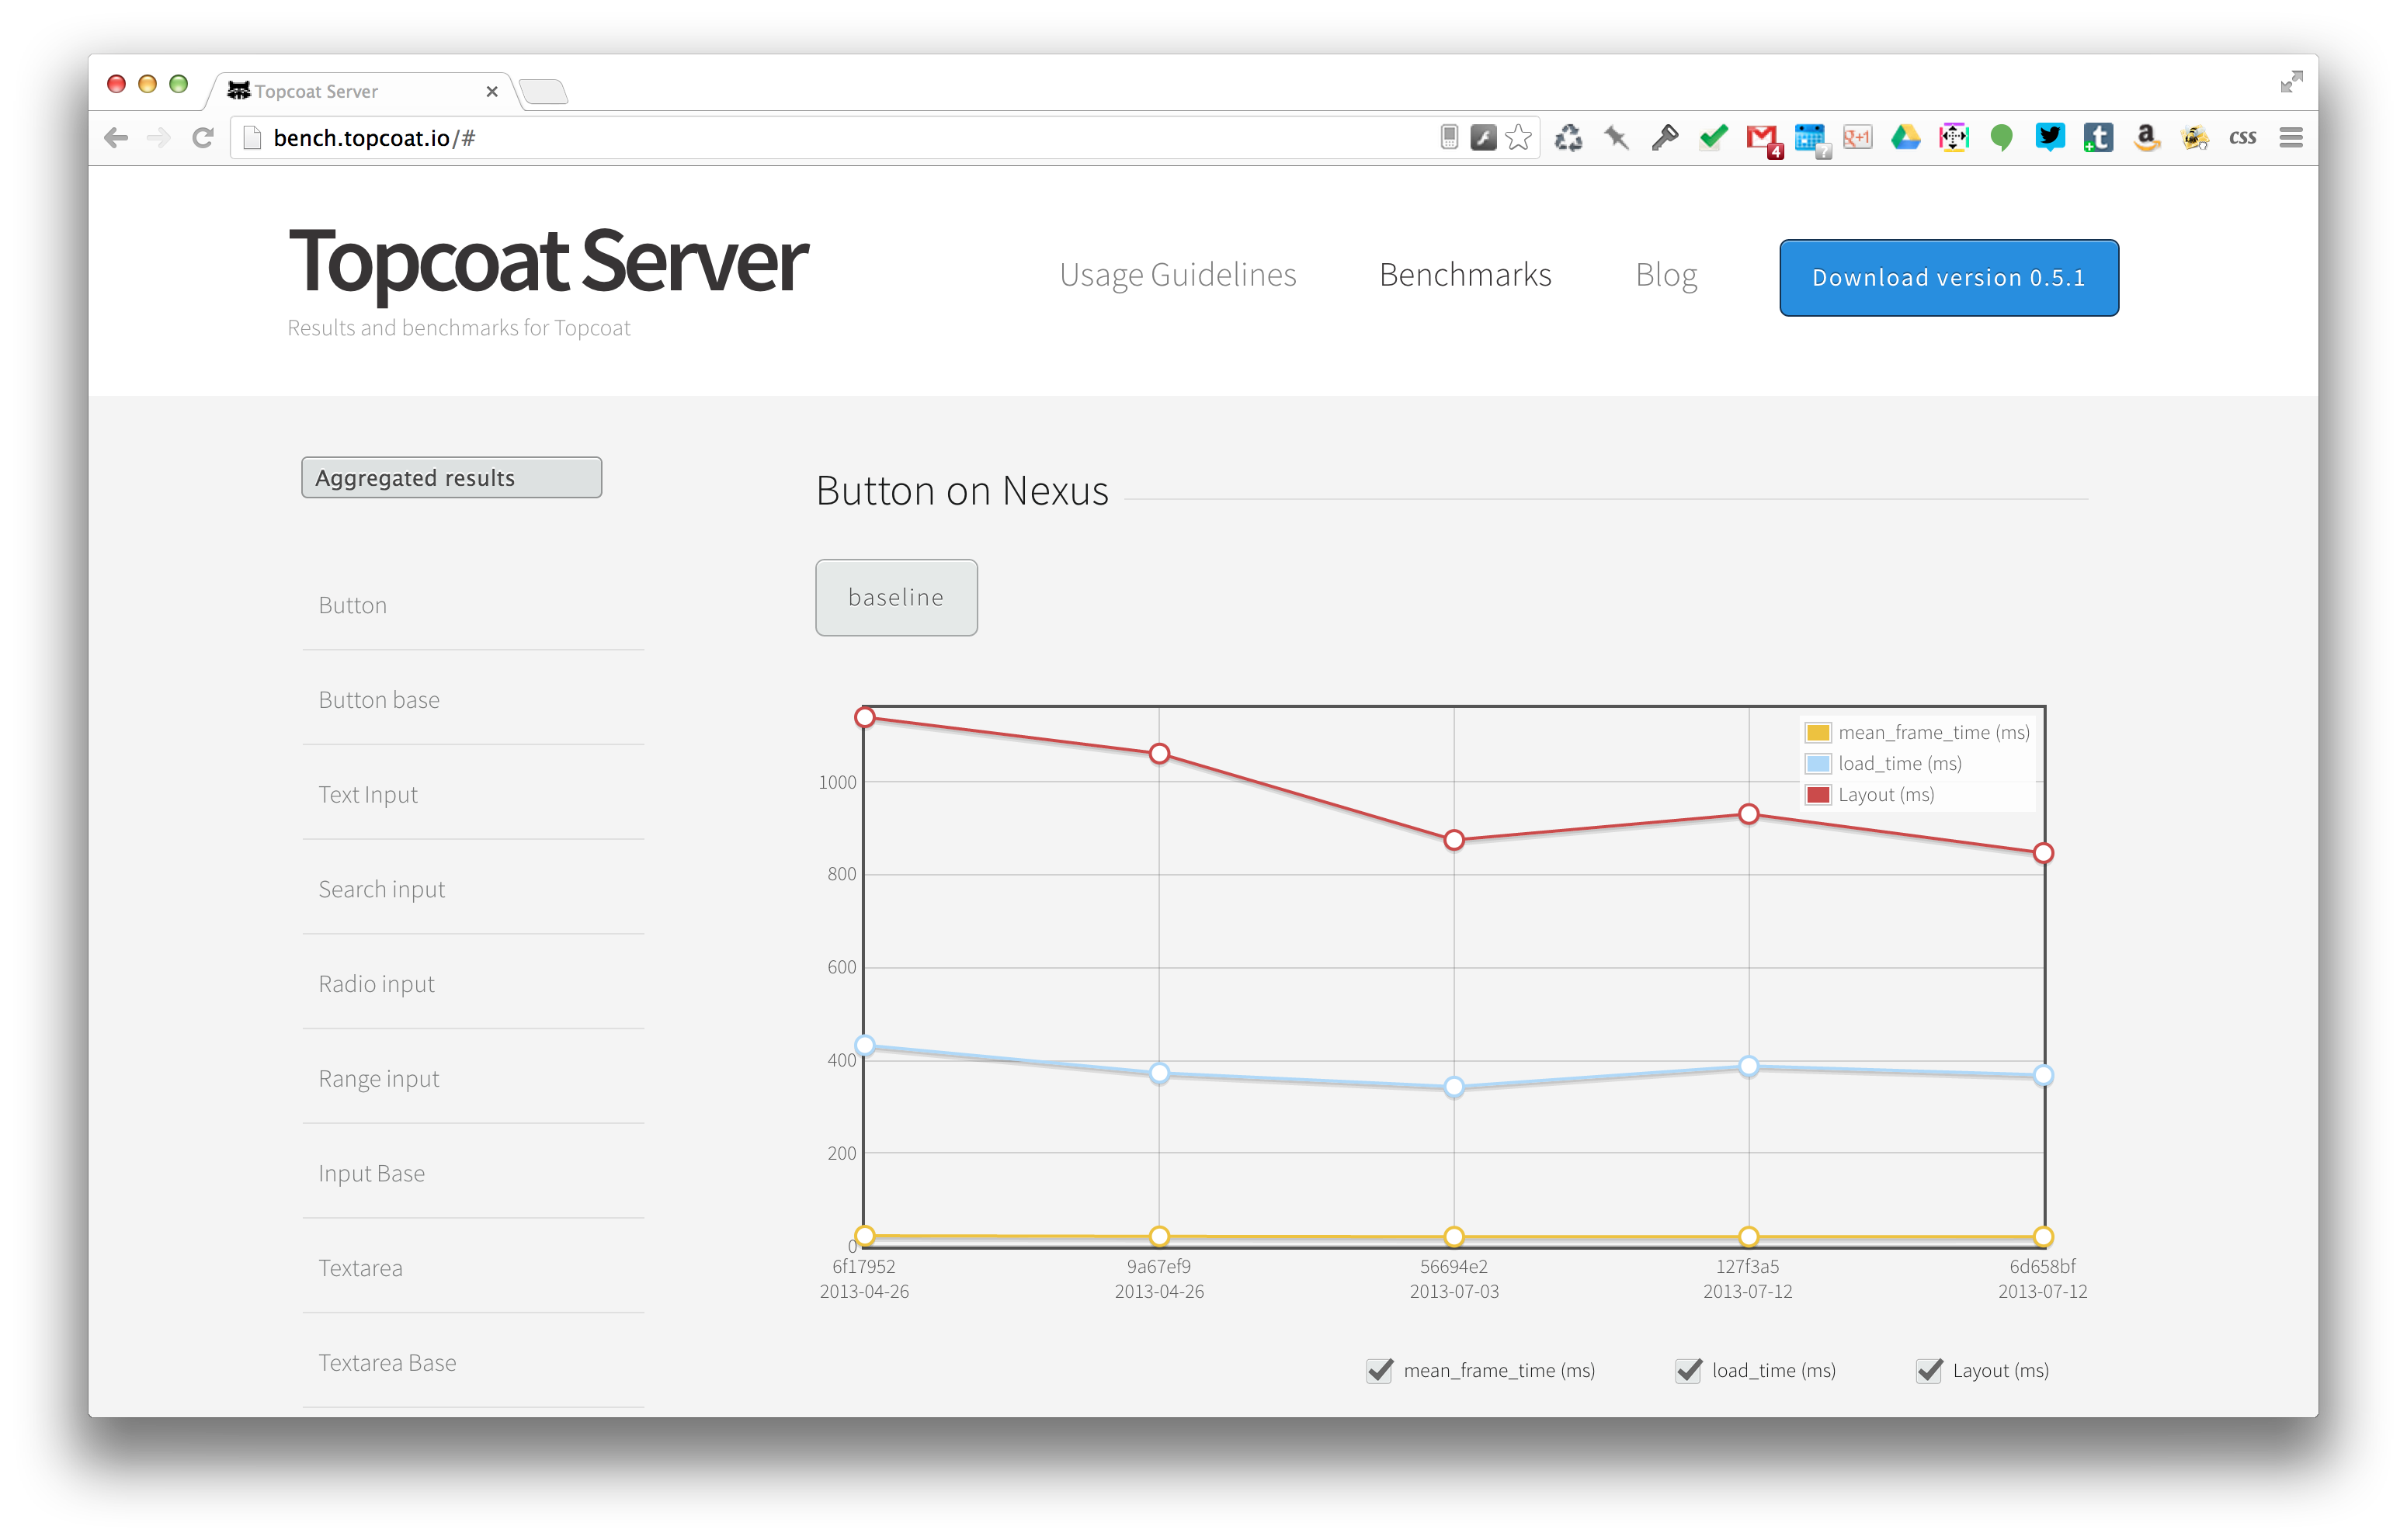 Topcoat Server
bench.topcoat.io/#
4
?
g+1
t
a
css
Topcoat Server
Results and benchmarks for Topcoat
Usage Guidelines
Benchmarks
Blog
Download version 0.5.1
Aggregated results
Button
Button base
Text Input
Search input
Radio input
Range input
Input Base
Textarea
Textarea Base
Button on Nexus
baseline
mean_frame_time (ms)
load_time (ms)
Layout (ms)
1000
800
600
400
200
0
6f17952
2013-04-26
9a67ef9
2013-04-26
56694e2
2013-07-03
127f3a5
2013-07-12
6d658bf
2013-07-12
mean_frame_time (ms)
load_time (ms)
Layout (ms)